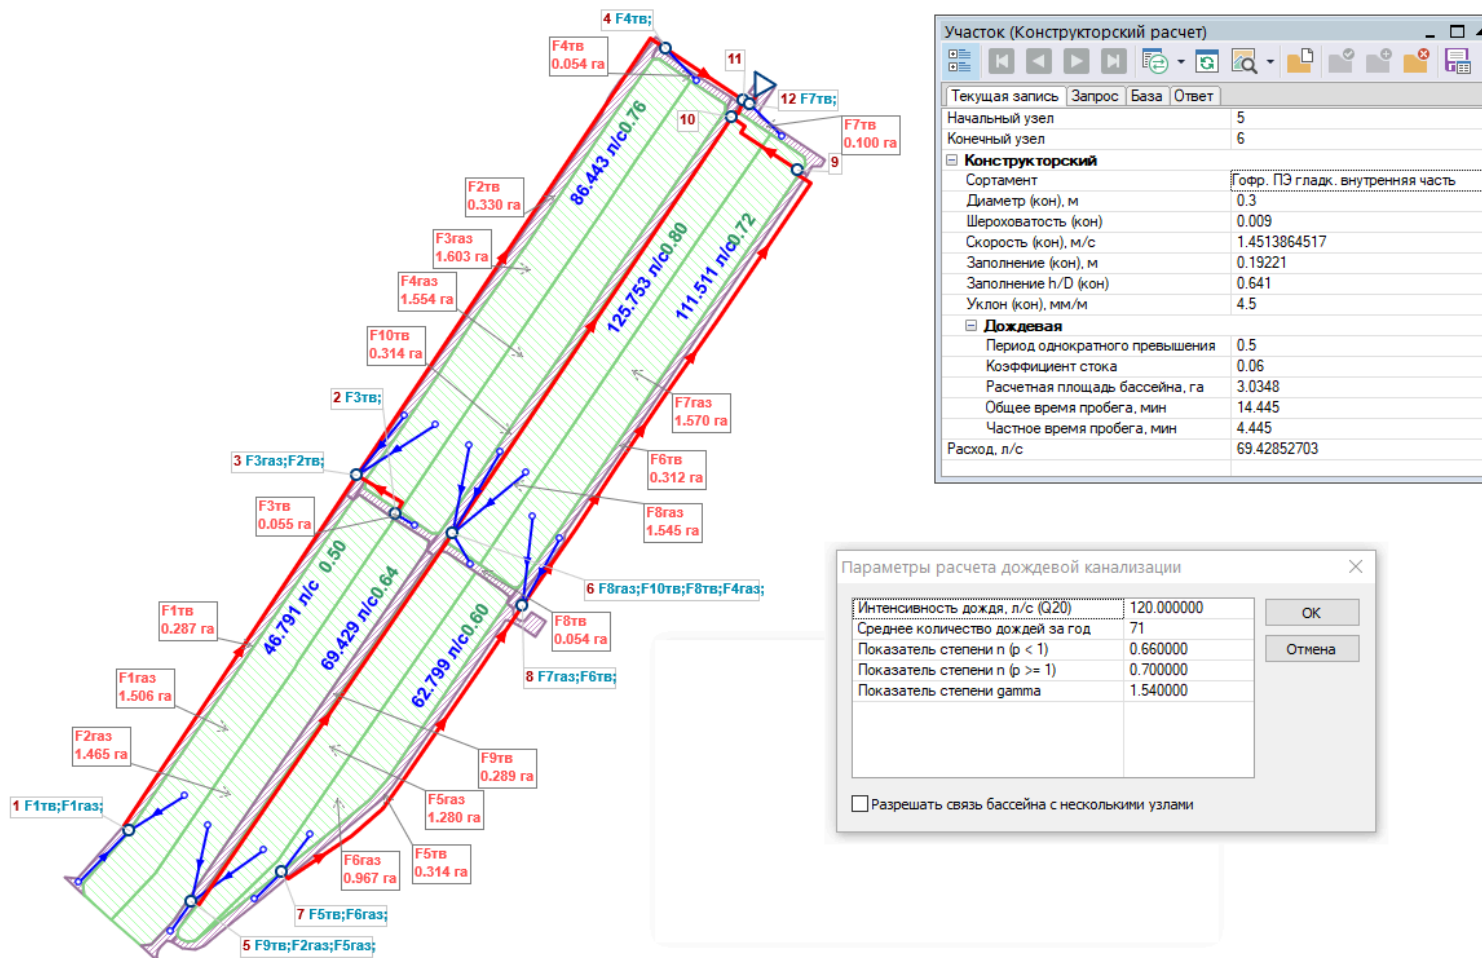 4 F4тв;
F4тв
0.054 га
11
12 F7тв;
10
F7тв
0.100 га
9
86.443 л/с 0.76
F2тв
0.330 га
F3газ
1.603 га
F4газ
1.554 га
125.753 л/с 0.80
111.511 л/с 0.72
F10тв
0.314 га
2 F3тв;
F7газ
1.570 га
3 F3газ;F2тв;
F6тв
0.312 га
F3тв
0.055 га
F8газ
1.545 га
46.791 л/с 0.50
69.429 л/с 0.64
6 F8газ;F10тв;F8тв;F4газ;
F1тв
0.287 га
F8тв
0.054 га
62.799 л/с 0.60
8 F7газ;F6тв;
F1газ
1.506 га
F2газ
1.465 га
F9тв
0.289 га
F5газ
1.280 га
1 F1тв;F1газ;
F6газ
0.967 га
F5тв
0.314 га
7 F5тв;F6газ;
5 F9тв;F2газ;F5газ;
Участок (Конструкторский расчет)
Текущая запись Запрос База Ответ
Начальный узел 5
Конечный узел 6
Конструкторский
Сортамент Гофр. ПЭ гладк. внутренняя часть
Диаметр (кон), м 0.3
Шероховатость (кон) 0.009
Скорость (кон), м/с 1.4513864517
Заполнение (кон), м 0.19221
Заполнение h/D (кон) 0.641
Уклон (кон), мм/м 4.5
Дождевая
Период однократного превышения 0.5
Коэффициент стока 0.06
Расчетная площадь бассейна, га 3.0348
Общее время пробега, мин 14.445
Частное время пробега, мин 4.445
Расход, л/с 69.42852703
Параметры расчета дождевой канализации
Интенсивность дождя, л/с (Q20) 120.000000
Среднее количество дождей за год 71
Показатель степени n (p < 1) 0.660000
Показатель степени n (p >= 1) 0.700000
Показатель степени gamma 1.540000
OK
Отмена
Разрешать связь бассейна с несколькими узлами